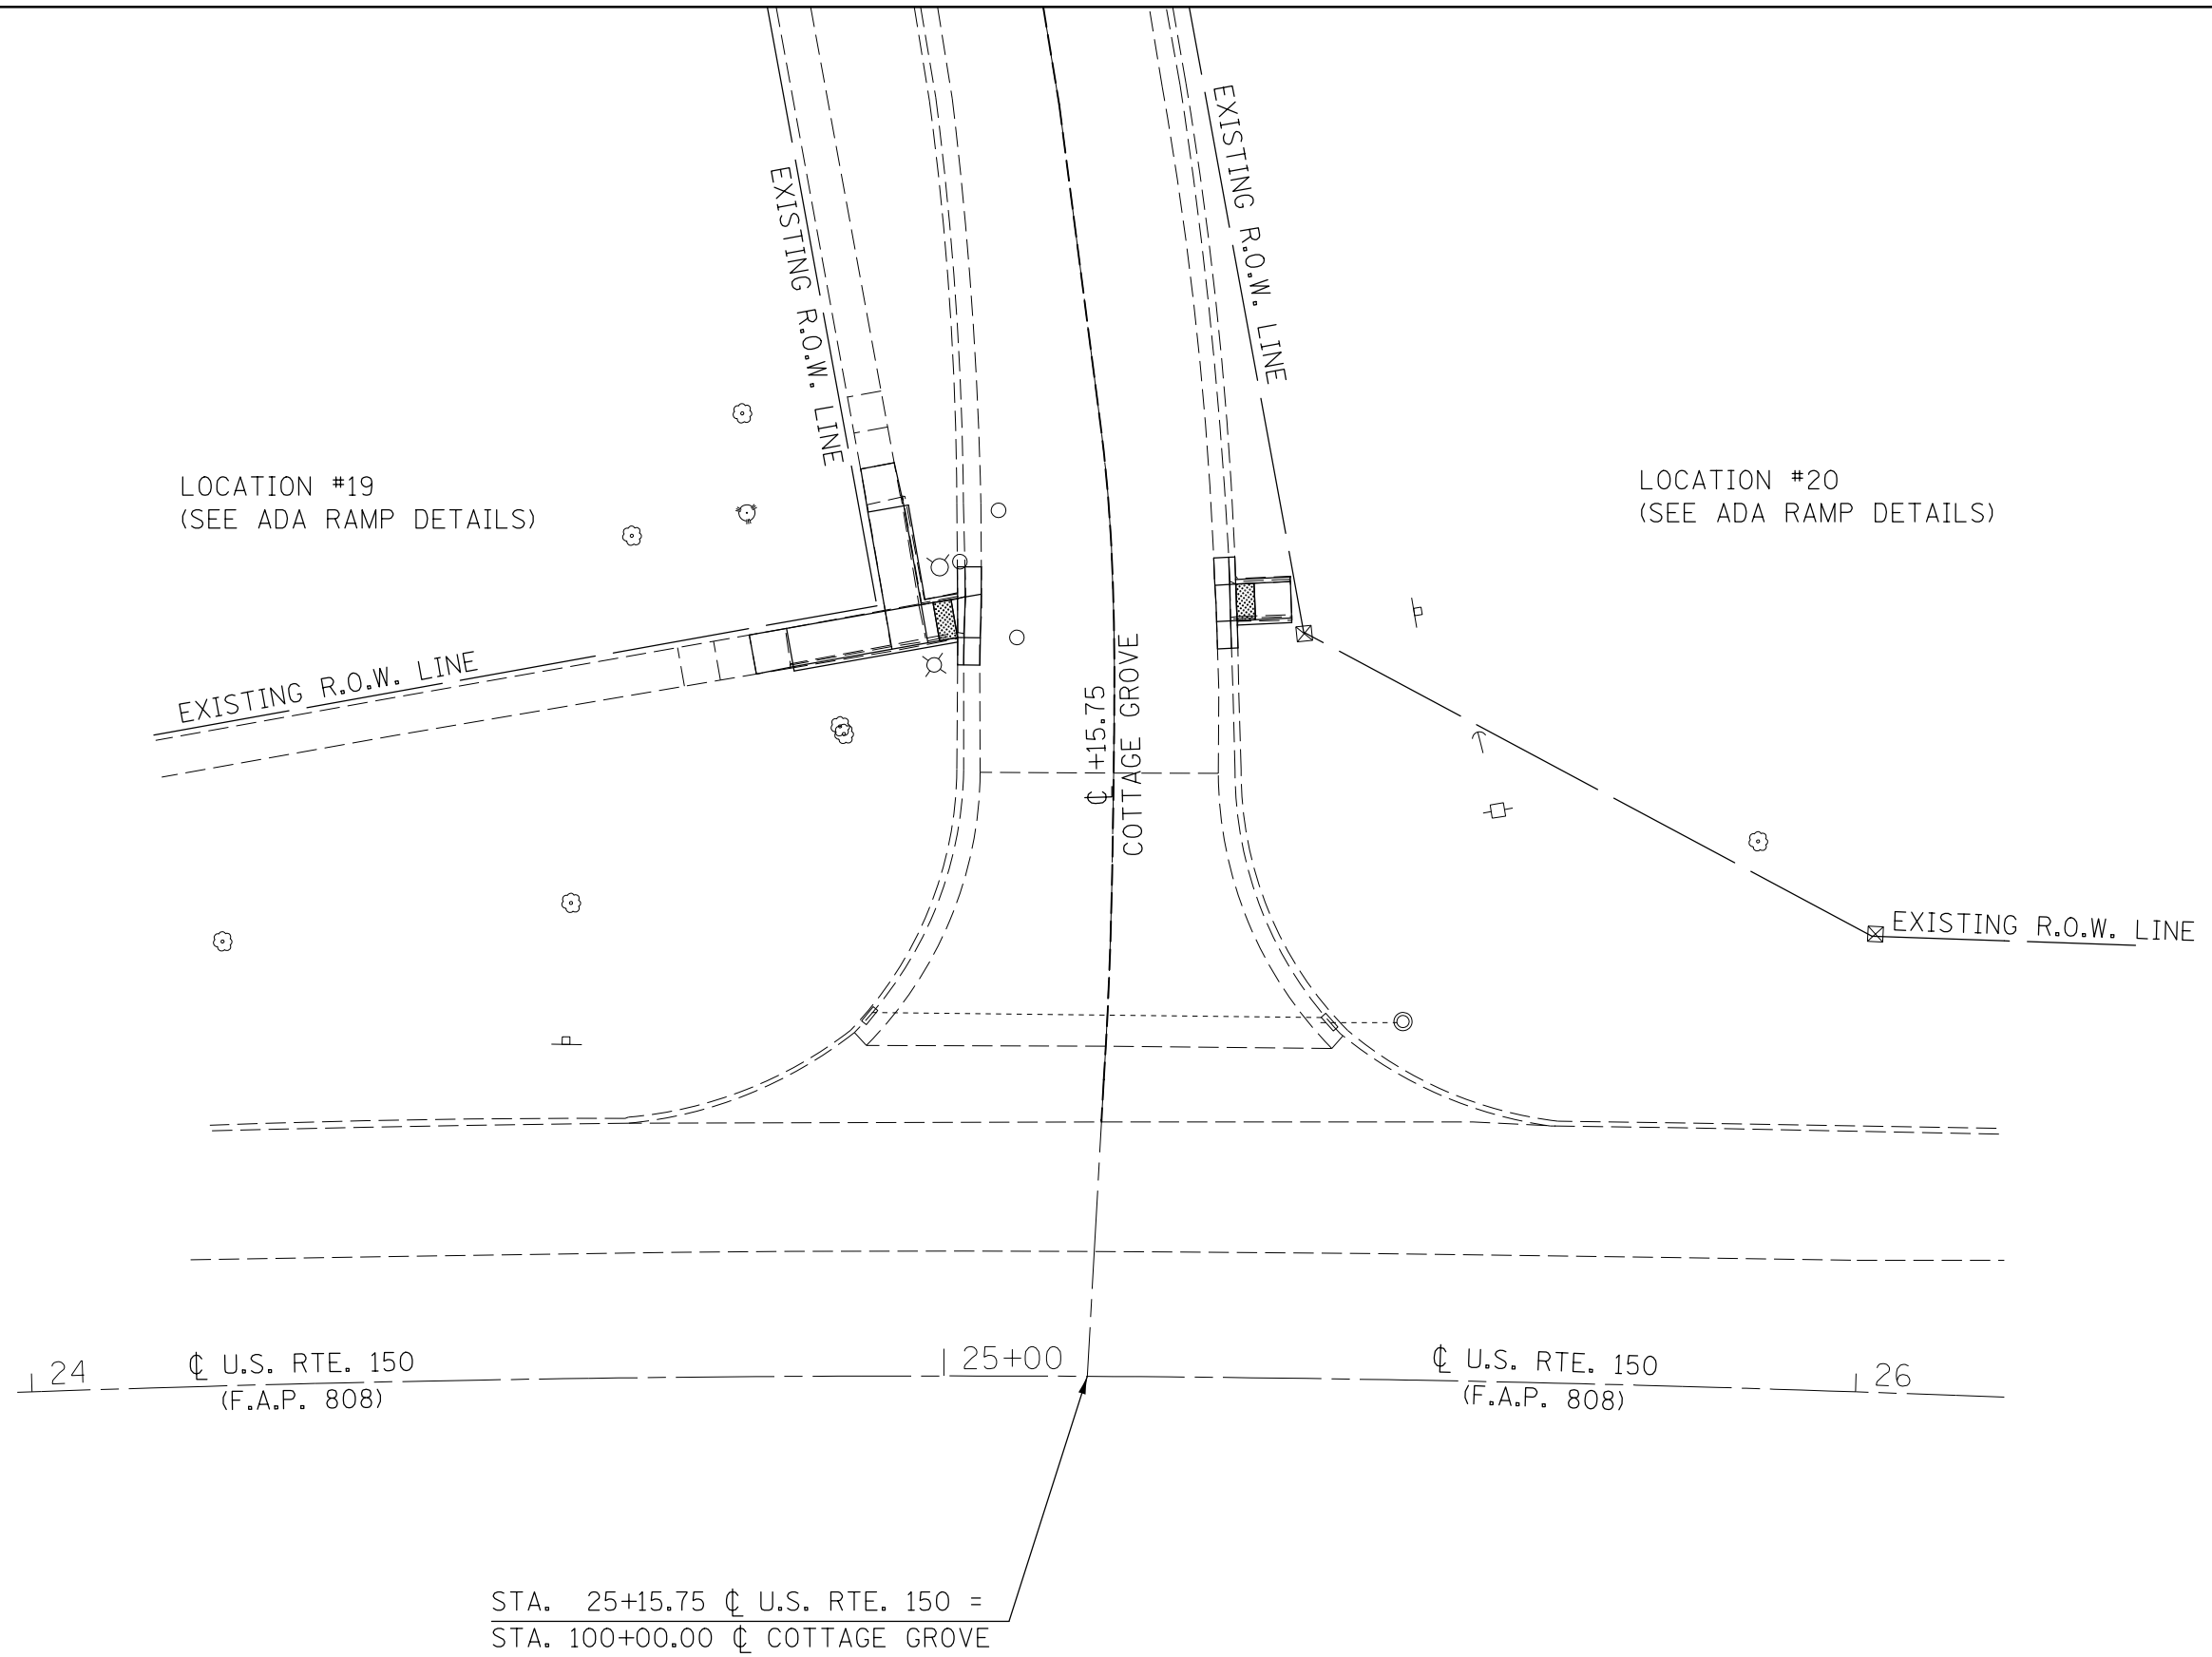 EXISTING R.O.W. LINE
EXISTING R.O.W. LINE
LOCATION #19
(SEE ADA RAMP DETAILS)
LOCATION #20
(SEE ADA RAMP DETAILS)
EXISTING R.O.W. LINE
℄ +15.75
COTTAGE GROVE
EXISTING R.O.W. LINE
24
℄ U.S. RTE. 150
(F.A.P. 808)
25+00
℄ U.S. RTE. 150
(F.A.P. 808)
26
STA. 25+15.75 ℄ U.S. RTE. 150 =
STA. 100+00.00 ℄ COTTAGE GROVE